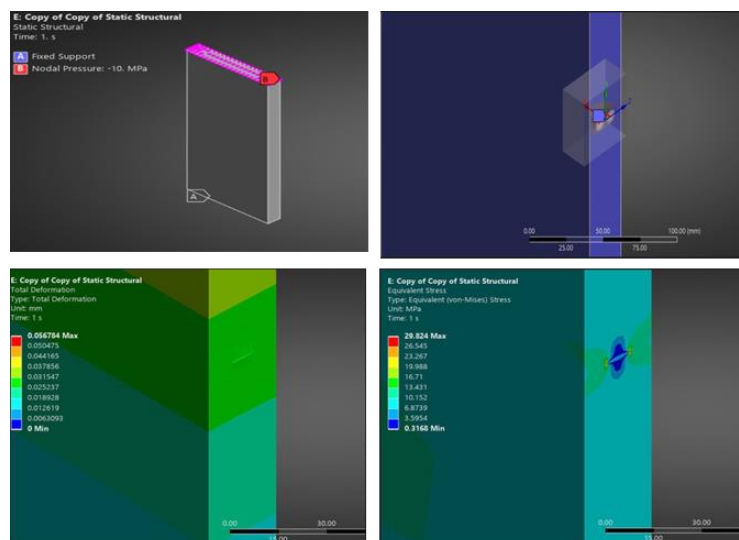 E: Copy of Copy of Static Structural
Static Structural
Time: 1. s
A Fixed Support
B Nodal Pressure: -10. MPa
B
A
0.00 50.00 100.00 (mm)
25.00 75.00
E: Copy of Copy of Static Structural
Total Deformation
Type: Total Deformation
Unit: mm
Time: 1 s
0.056784 Max
0.050475
0.044165
0.037856
0.031547
0.025237
0.018928
0.012619
0.0063093
0 Min
0.00 30.00
15.00
E: Copy of Copy of Static Structural
Equivalent Stress
Type: Equivalent (von-Mises) Stress
Unit: MPa
Time: 1 s
29.824 Max
26.545
23.267
19.988
16.71
13.431
10.152
6.8739
3.5954
0.3168 Min
0.00 30.00
15.00